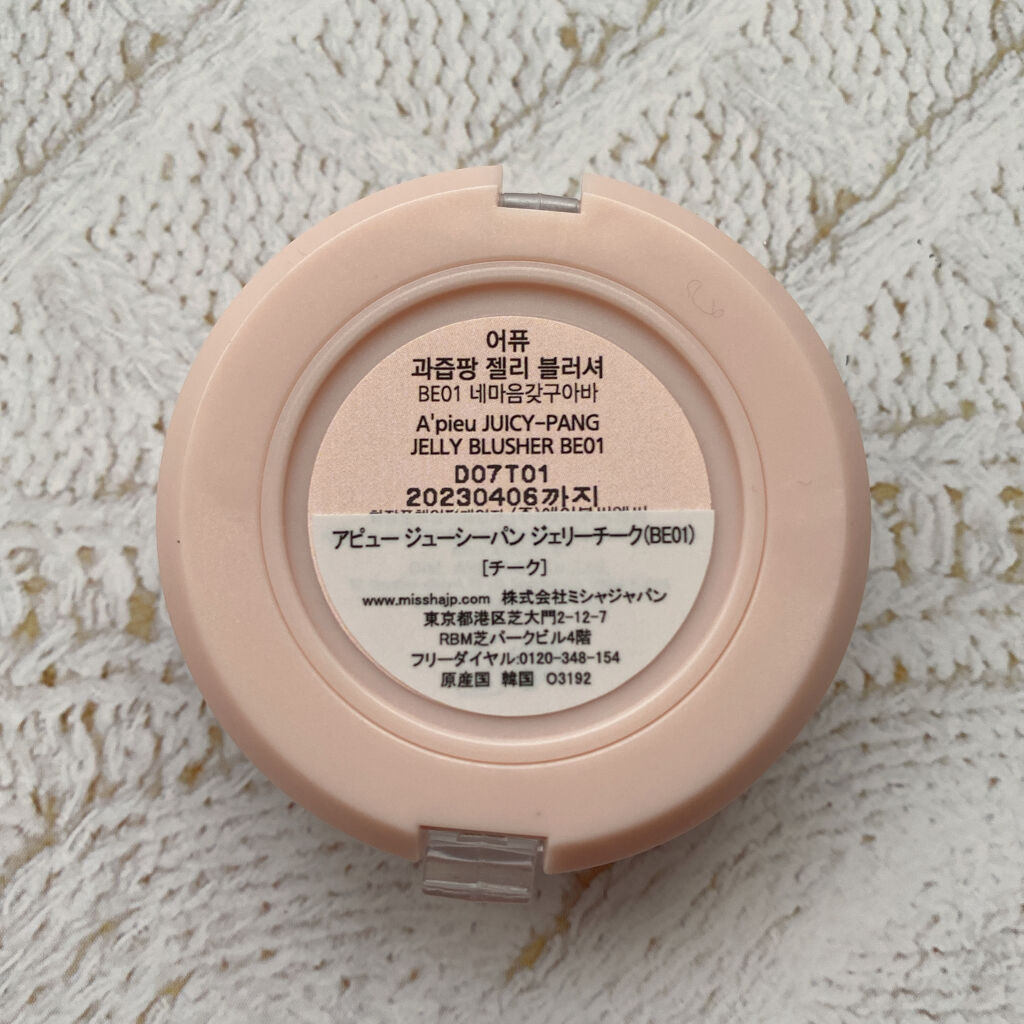 어퓨
과즙팡 젤리 블러셔
BE01 네마음갖구아바
A'pieu JUICY-PANG
JELLY BLUSHER BE01
D07T01
20230406까지
アピュー ジューシーパン ジェリーチーク(BE01)
[チーク]
www.misshajp.com 株式会社ミシャジャパン
東京都港区芝大門2-12-7
RBM芝パークビル4階
フリーダイヤル:0120-348-154
原産国 韓国 O3192